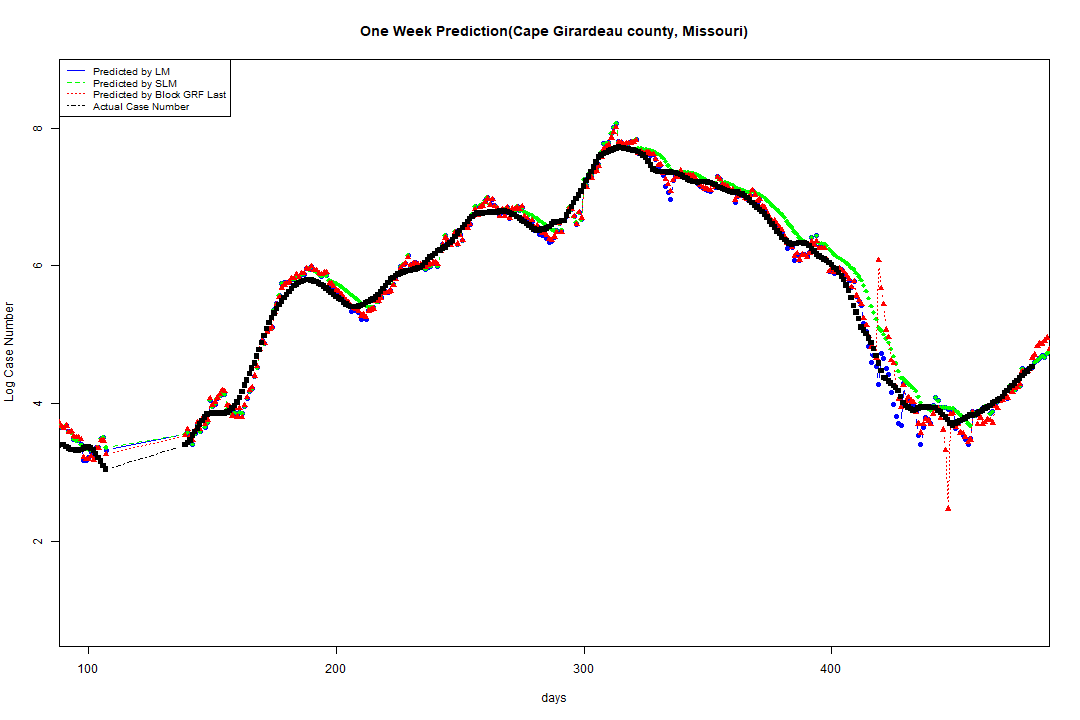 One Week Prediction(Cape Girardeau county, Missouri)
Predicted by LM
Predicted by SLM
Predicted by Block GRF Last
Actual Case Number
8
6
4
2
Log Case Number
100 200 300 400
days